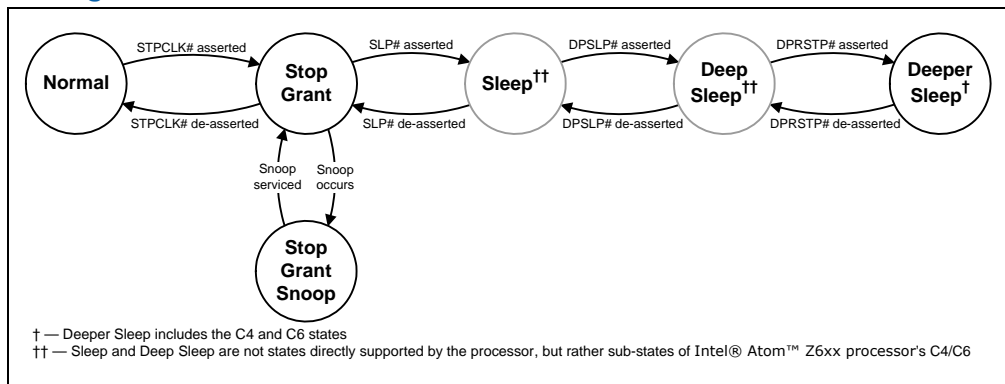 STPCLK# asserted
SLP# asserted
DPSLP# asserted
DPRSTP# asserted
Normal
Stop
Grant
Sleep††
Deep
Sleep††
Deeper
Sleep†
STPCLK# de-asserted
SLP# de-asserted
DPSLP# de-asserted
DPRSTP# de-asserted
Snoop
serviced
Snoop
occurs
Stop
Grant
Snoop
† — Deeper Sleep includes the C4 and C6 states
†† — Sleep and Deep Sleep are not states directly supported by the processor, but rather sub-states of Intel® Atom™ Z6xx processor's C4/C6